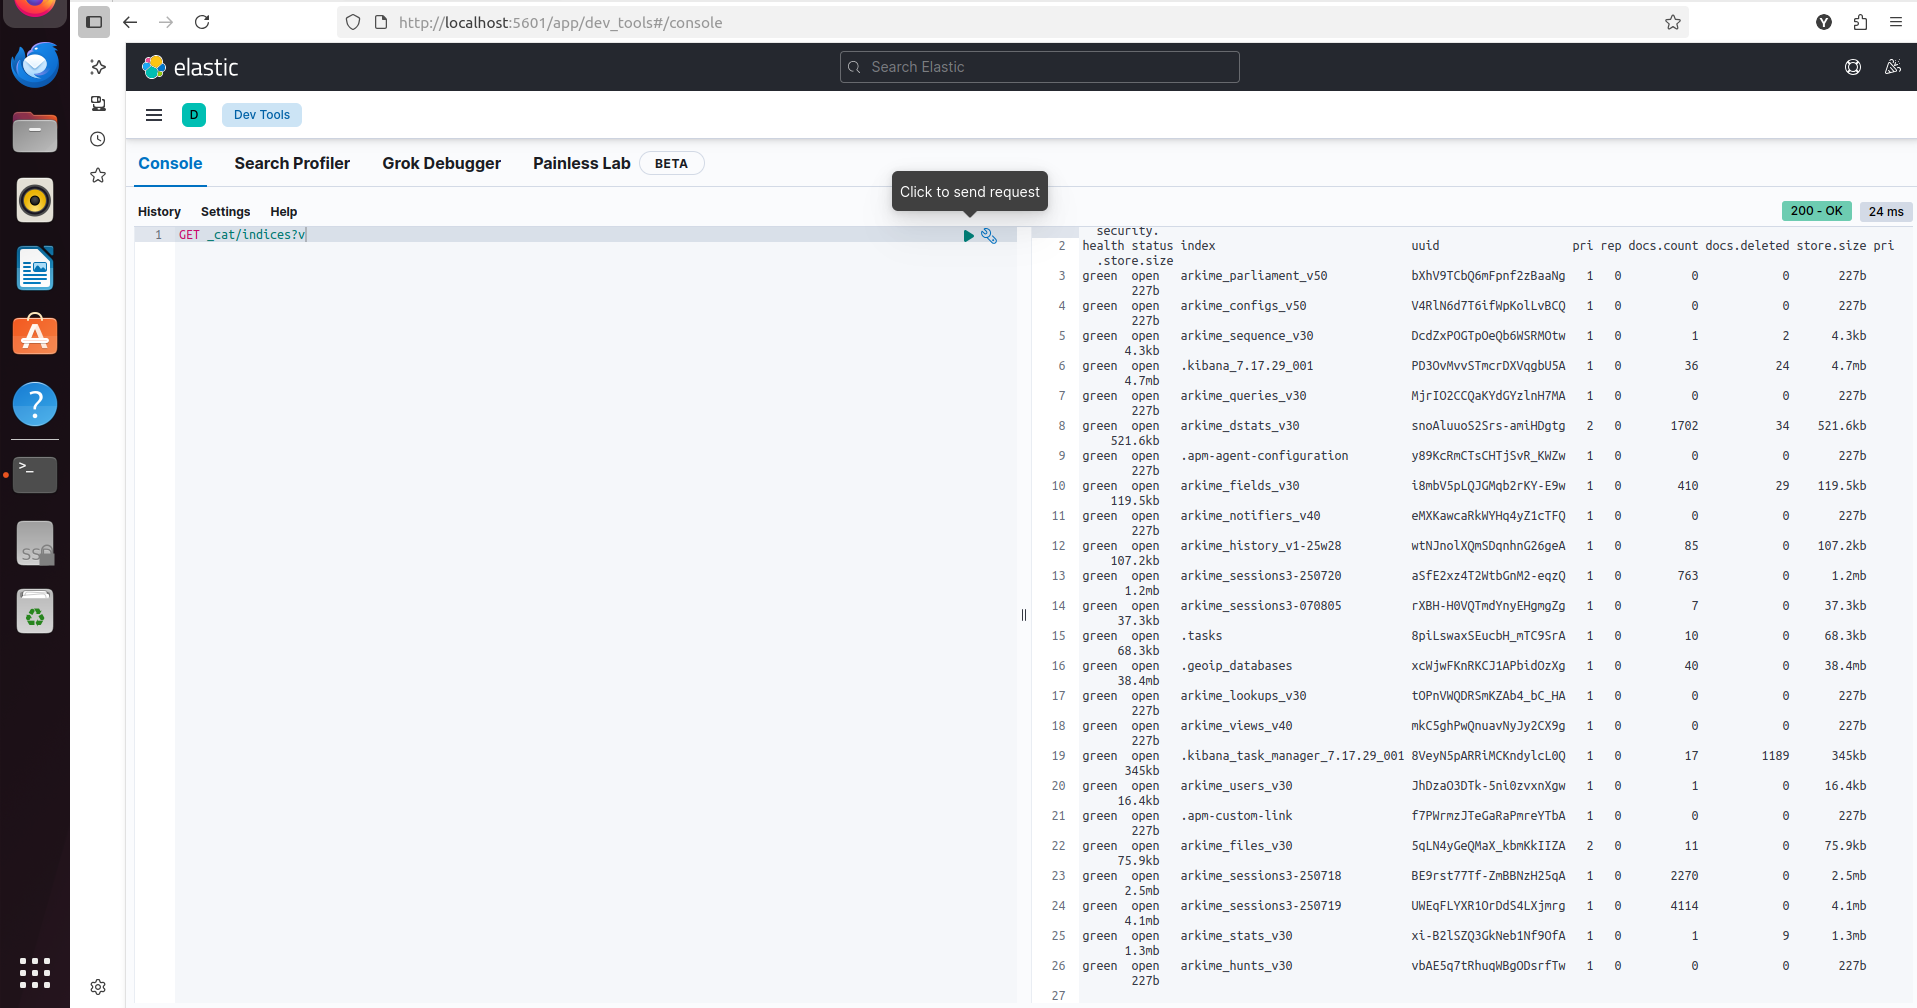 http://localhost:5601/app/dev_tools#/console
Y
elastic
Search Elastic
D
Dev Tools
Console Search Profiler Grok Debugger Painless Lab BETA
Click to send request
History Settings Help
200 - OK 24 ms
1 GET _cat/indices?v
security.
2 health status index uuid pri rep docs.count docs.deleted store.size pri
.store.size
3 green open arkime_parliament_v50 bXhV9TCbQ6mFpnf2zBaaNg 1 0 0 0 227b
227b
4 green open arkime_configs_v50 V4RlN6d7T6ifWpKolLvBCQ 1 0 0 0 227b
227b
5 green open arkime_sequence_v30 DcdZxPOGTpOeQb6WSRMOtw 1 0 1 2 4.3kb
4.3kb
6 green open .kibana_7.17.29_001 PD3OvMvvSTmcrDXVqgbU5A 1 0 36 24 4.7mb
4.7mb
7 green open arkime_queries_v30 MjrIO2CCQaKYdGYzlnH7MA 1 0 0 0 227b
227b
8 green open arkime_dstats_v30 snoAluuoS2Srs-amiHDgtg 2 0 1702 34 521.6kb
521.6kb
9 green open .apm-agent-configuration y89KcRmCTsCHTjSvR_KWZw 1 0 0 0 227b
227b
10 green open arkime_fields_v30 i8mbV5pLQJGMqb2rKY-E9w 1 0 410 29 119.5kb
119.5kb
11 green open arkime_notifiers_v40 eMXKawcaRkWYHq4yZ1cTFQ 1 0 0 0 227b
227b
12 green open arkime_history_v1-25w28 wtNJnolXQmSDqnhnG26geA 1 0 85 0 107.2kb
107.2kb
13 green open arkime_sessions3-250720 aSfE2xz4T2WtbGnM2-eqzQ 1 0 763 0 1.2mb
1.2mb
14 green open arkime_sessions3-070805 rXBH-H0VQTmdYnyEHgmgZg 1 0 7 0 37.3kb
37.3kb
15 green open .tasks 8piLswaxSEucbH_mTC9SrA 1 0 10 0 68.3kb
68.3kb
16 green open .geoip_databases xcWjwFKnRKCJ1APbidOzXg 1 0 40 0 38.4mb
38.4mb
17 green open arkime_lookups_v30 tOPnVWQDRSmKZAb4_bC_HA 1 0 0 0 227b
227b
18 green open arkime_views_v40 mkC5ghPwQnuavNyJy2CX9g 1 0 0 0 227b
227b
19 green open .kibana_task_manager_7.17.29_001 8VeyN5pARRiMCKndylcL0Q 1 0 17 1189 345kb
345kb
20 green open arkime_users_v30 JhDzaO3DTk-5ni0zvxnXgw 1 0 1 0 16.4kb
16.4kb
21 green open .apm-custom-link f7PWrmzJTeGaRaPmreYTbA 1 0 0 0 227b
227b
22 green open arkime_files_v30 5qLN4yGeQMaX_kbmKkIIZA 2 0 11 0 75.9kb
75.9kb
23 green open arkime_sessions3-250718 BE9rst77Tf-ZmBBNzH25qA 1 0 2270 0 2.5mb
2.5mb
24 green open arkime_sessions3-250719 UWEqFLYXR1OrDdS4LXjmrg 1 0 4114 0 4.1mb
4.1mb
25 green open arkime_stats_v30 xi-B2lSZQ3GkNeb1Nf9OfA 1 0 1 9 1.3mb
1.3mb
26 green open arkime_hunts_v30 vbAE5q7tRhuqWBgODsrfTw 1 0 0 0 227b
227b
27